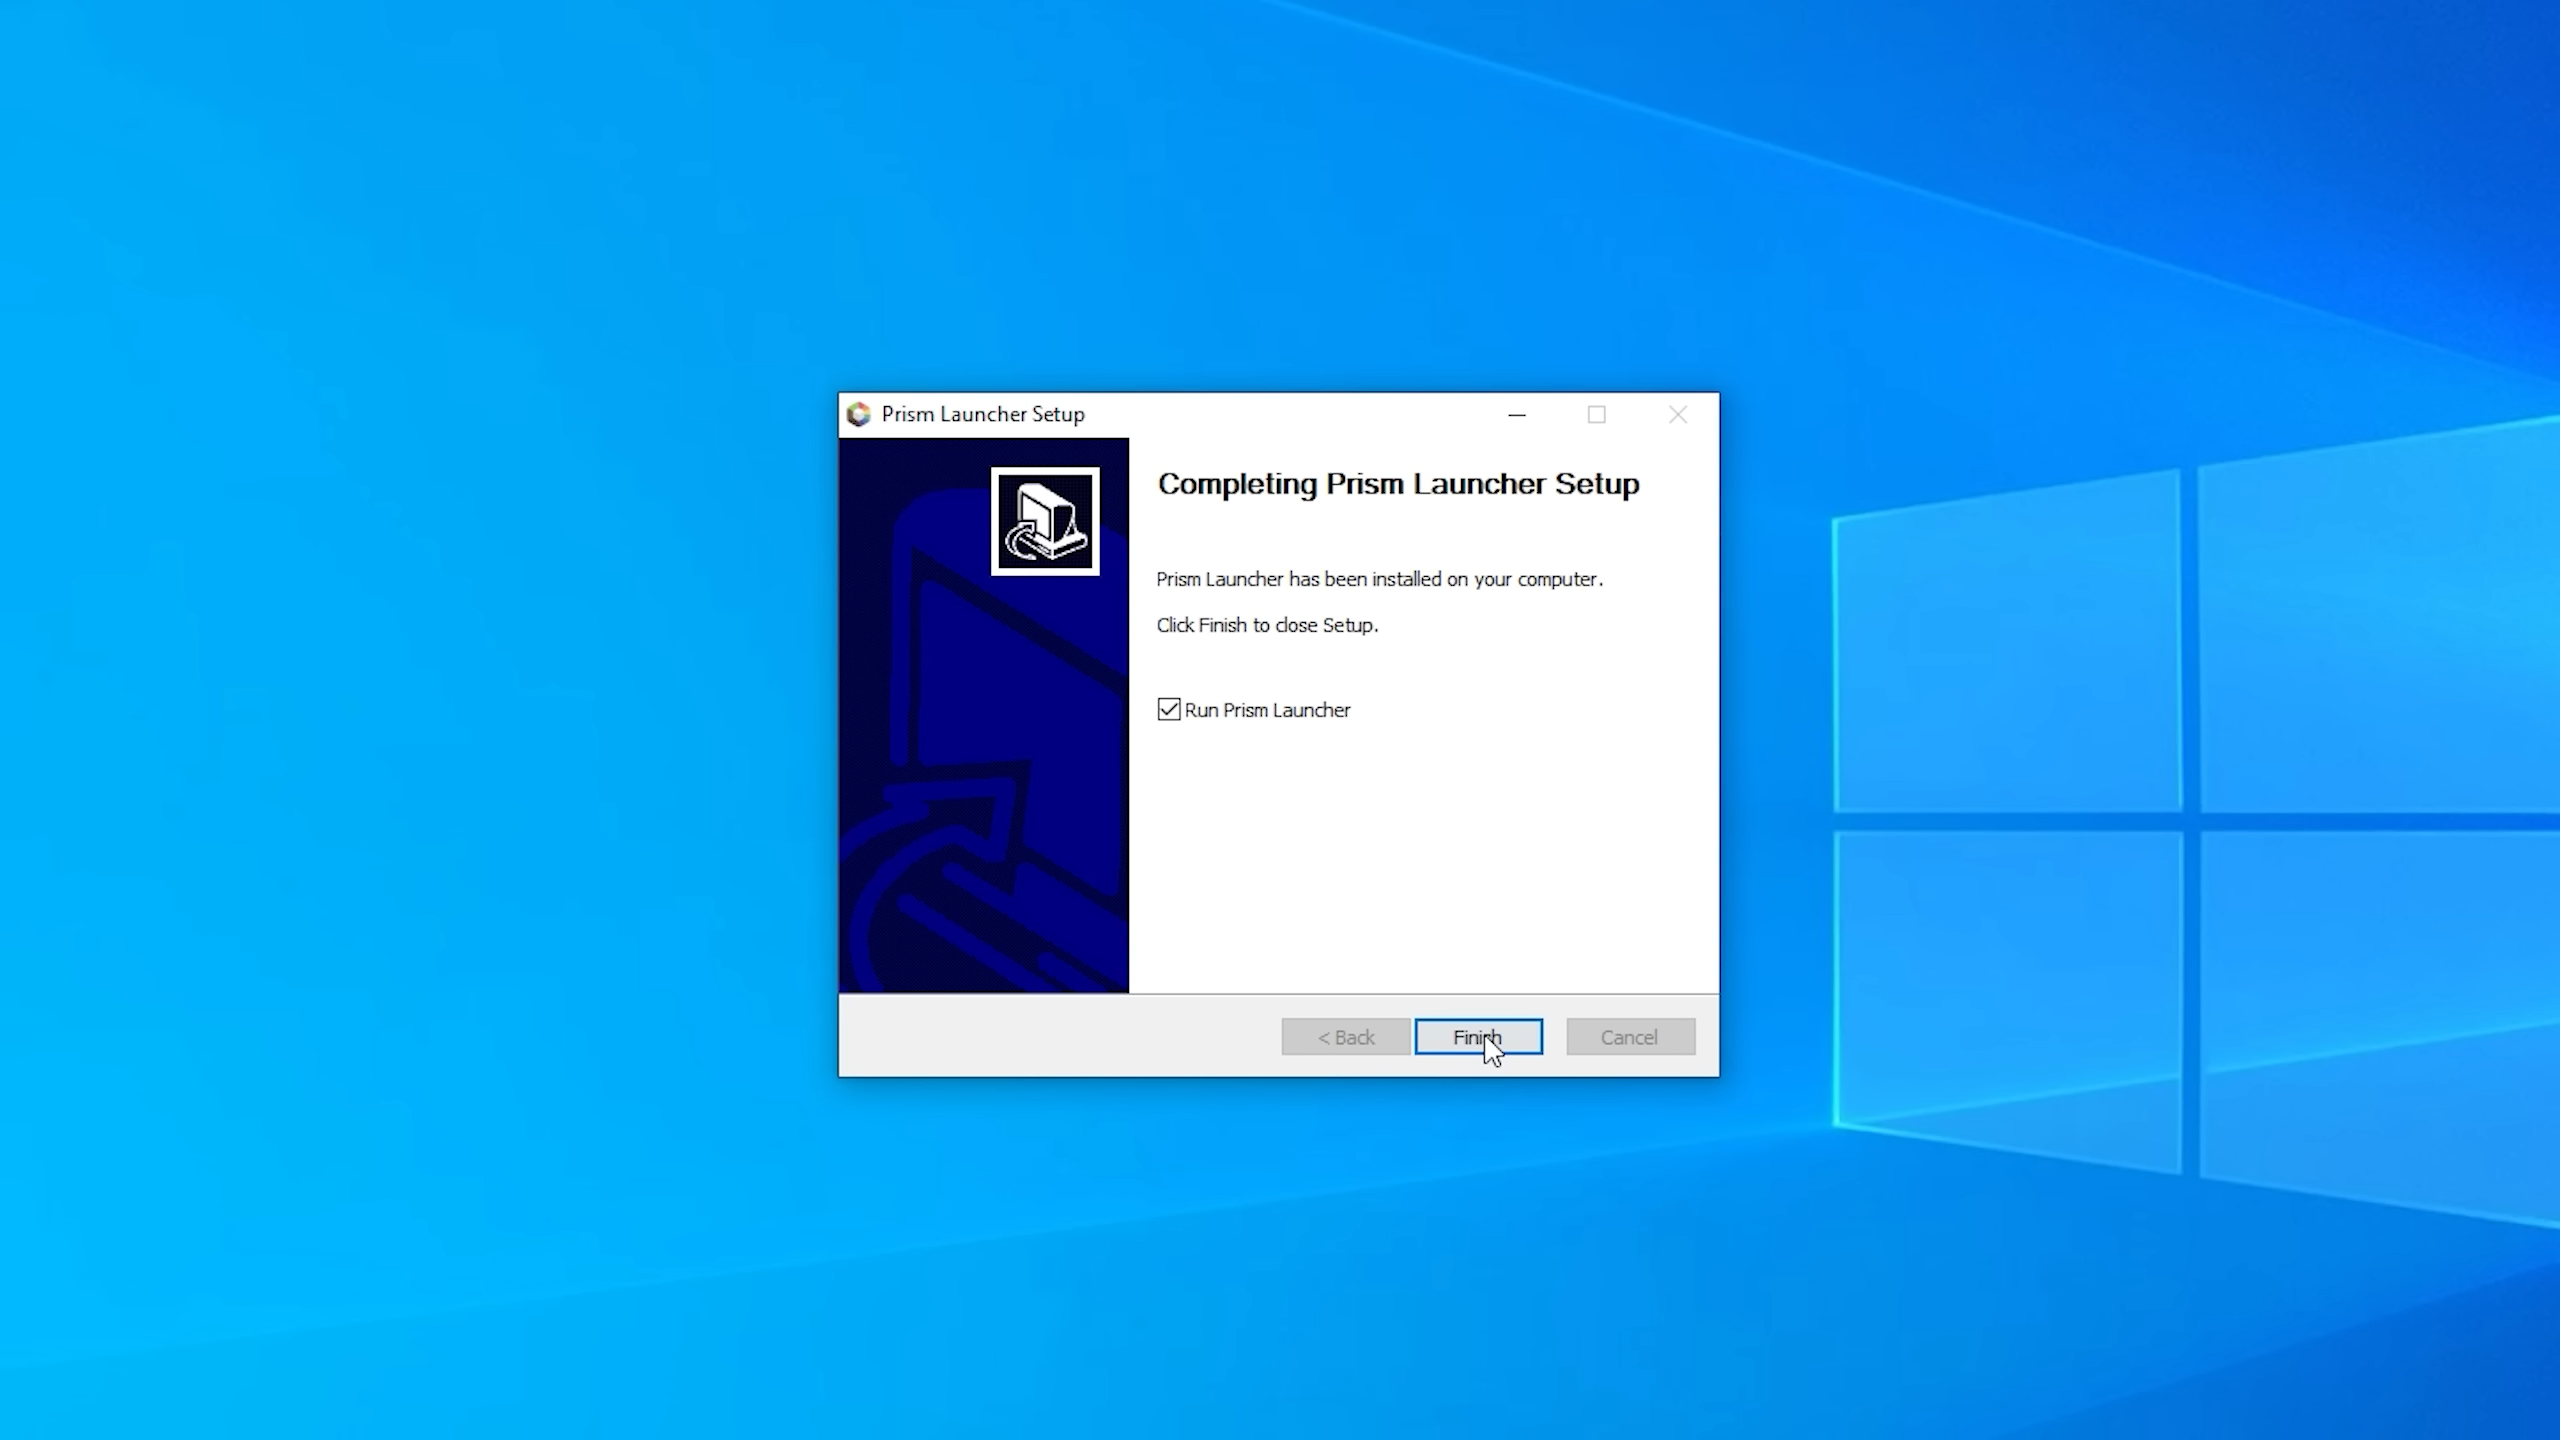 Prism Launcher Setup
Completing Prism Launcher Setup
Prism Launcher has been installed on your computer.
Click Finish to close Setup.
Run Prism Launcher
< Back
Finish
Cancel